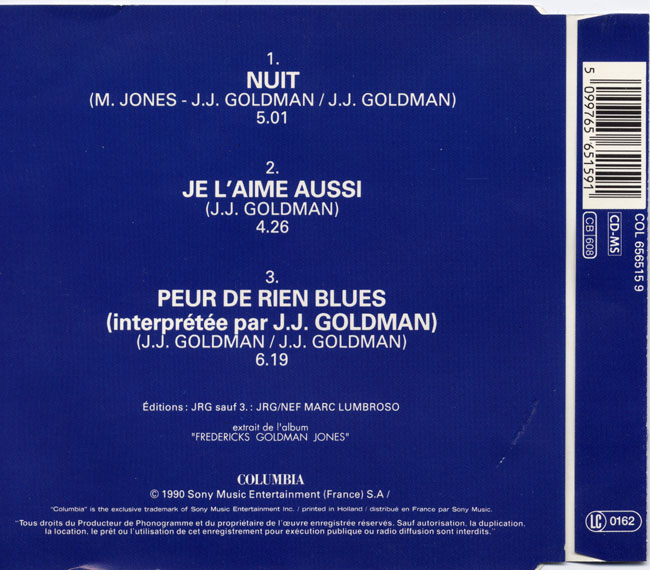 1.
NUIT
(M. JONES - J.J. GOLDMAN / J.J. GOLDMAN)
5.01
2.
JE L'AIME AUSSI
(J.J. GOLDMAN)
4.26
3.
PEUR DE RIEN BLUES
(interprétée par J.J. GOLDMAN)
(J.J. GOLDMAN / J.J. GOLDMAN)
6.19
Éditions : JRG sauf 3. : JRG/NEF MARC LUMBROSO
extrait de l'album
"FREDERICKS GOLDMAN JONES"
COLUMBIA
© 1990 Sony Music Entertainment (France) S.A /
"Columbia" is the exclusive trademark of Sony Music Entertainment Inc. / printed in Holland / distribué en France par Sony Music.
"Tous droits du Producteur de Phonogramme et du propriétaire de l'œuvre enregistrée réservés. Sauf autorisation, la duplication,
la location, le prêt ou l'utilisation de cet enregistrement pour exécution publique ou radio diffusion sont interdits."
5 099765 651591
COL 656515 9
CD-MS
CB 608
LC 0162